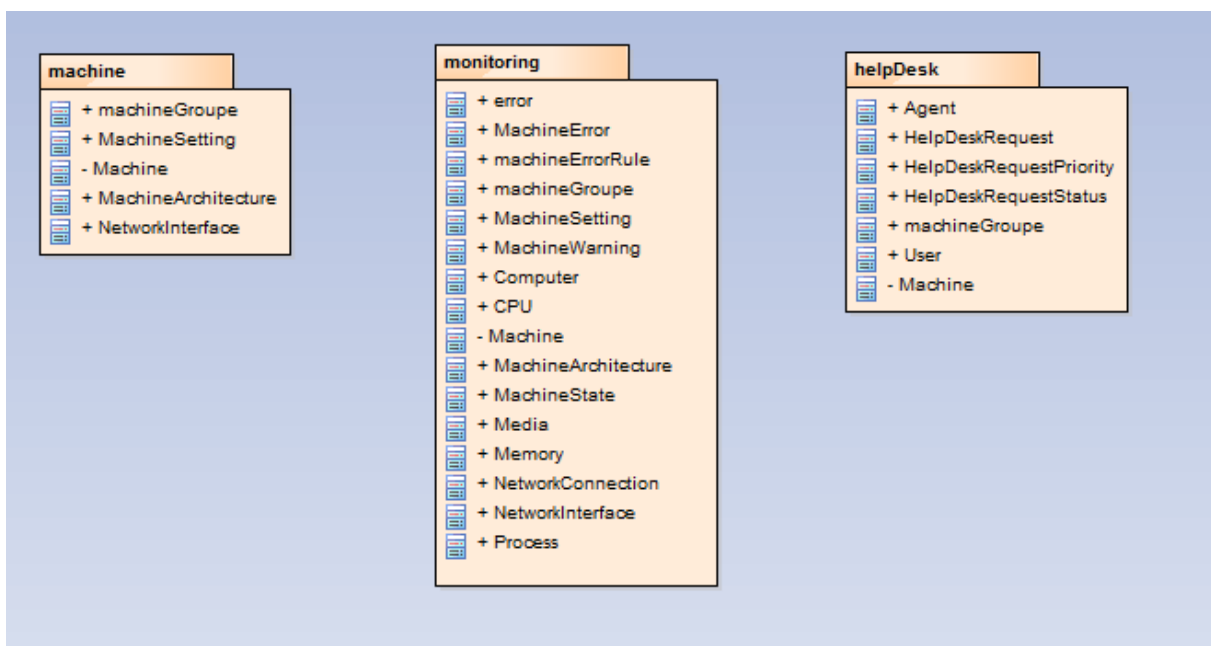 machine
+ machineGroupe
+ MachineSetting
- Machine
+ MachineArchitecture
+ NetworkInterface
monitoring
+ error
+ MachineError
+ machineErrorRule
+ machineGroupe
+ MachineSetting
+ MachineWarning
+ Computer
+ CPU
- Machine
+ MachineArchitecture
+ MachineState
+ Media
+ Memory
+ NetworkConnection
+ NetworkInterface
+ Process
helpDesk
+ Agent
+ HelpDeskRequest
+ HelpDeskRequestPriority
+ HelpDeskRequestStatus
+ machineGroupe
+ User
- Machine